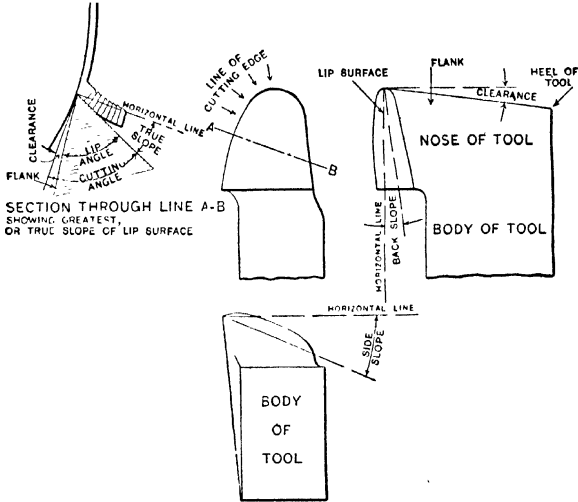 CLEARANCE
FLANK
LIP
ANGLE
CUTTING
ANGLE
HORIZONTAL LINE
TRUE
SLOPE
SECTION THROUGH LINE A-B
SHOWING GREATEST,
OR TRUE SLOPE OF LIP SURFACE
LINE OF
CUTTING EDGE
A
B
LIP SURFACE
FLANK
HEEL OF
TOOL
CLEARANCE
NOSE OF TOOL
BODY OF TOOL
HORIZONTAL LINE
BACK SLOPE
HORIZONTAL LINE
SIDE
SLOPE
BODY
OF
TOOL